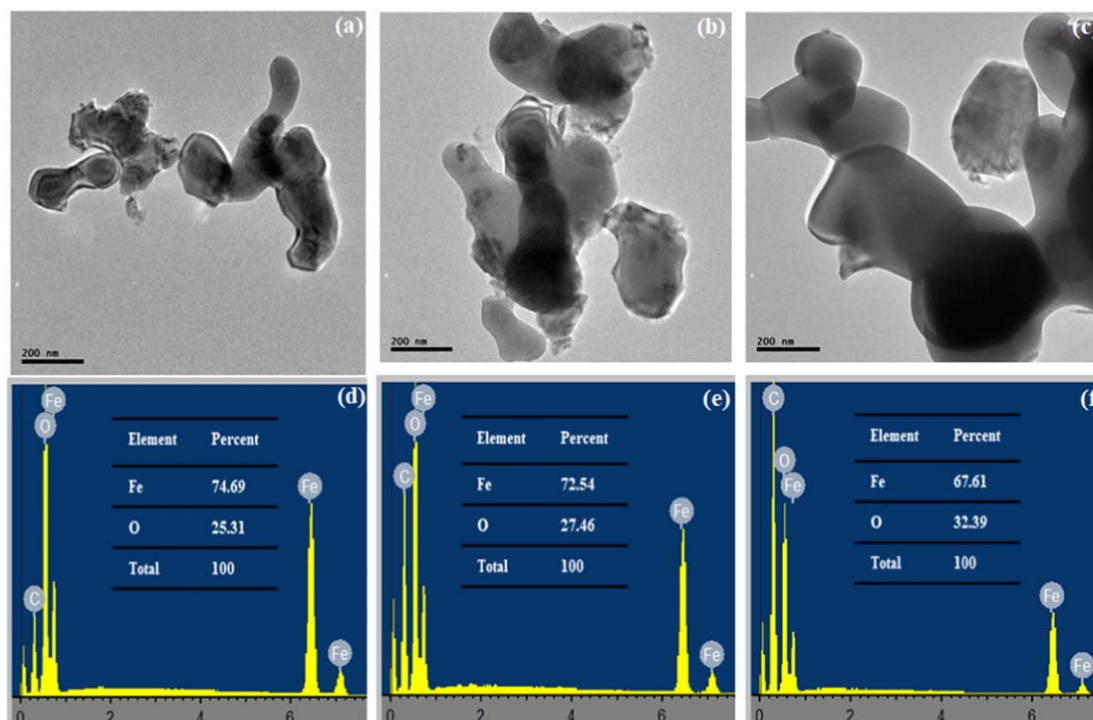 (a)
(b)
(c)
200 nm
200 nm
200 nm
(d)
Fe
O
C
Fe
Fe
Element Percent
Fe 74.69
O 25.31
Total 100
0 2 4 6
(e)
Fe
O
C
Fe
Fe
Element Percent
Fe 72.54
O 27.46
Total 100
0 2 4 6
(f
C
O
Fe
Fe
Fe
Element Percent
Fe 67.61
O 32.39
Total 100
0 2 4 6